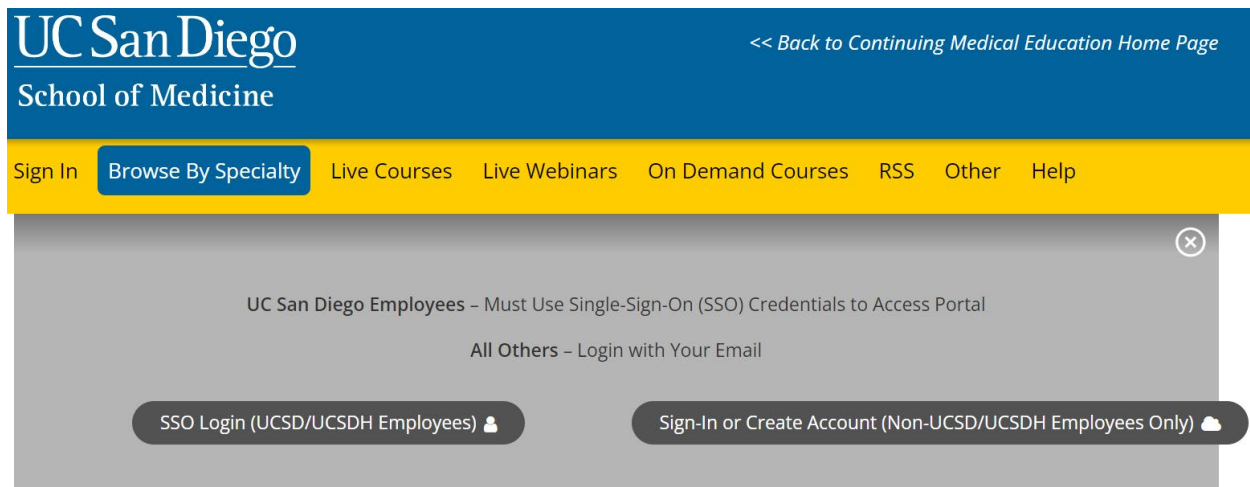 UC San Diego
School of Medicine
<< Back to Continuing Medical Education Home Page
Sign In Browse By Specialty Live Courses Live Webinars On Demand Courses RSS Other Help
UC San Diego Employees – Must Use Single-Sign-On (SSO) Credentials to Access Portal
All Others – Login with Your Email
SSO Login (UCSD/UCSDH Employees)
Sign-In or Create Account (Non-UCSD/UCSDH Employees Only)